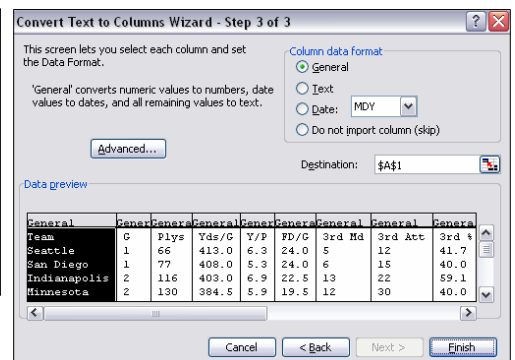 Convert Text to Columns Wizard - Step 3 of 3
This screen lets you select each column and set
the Data Format.
'General' converts numeric values to numbers, date
values to dates, and all remaining values to text.
Advanced...
Column data format
General
Text
Date: MDY
Do not import column (skip)
Destination: $A$1
Data preview
General GenerGeneraGeneral GenerGeneraGeneral General Genera
Team G Plys Yds/G Y/P FD/G 3rd Md 3rd Att 3rd %
Seattle 1 66 413.0 6.3 24.0 5 12 41.7
San Diego 1 77 408.0 5.3 24.0 6 15 40.0
Indianapolis 2 116 403.0 6.9 22.5 13 22 59.1
Minnesota 2 130 384.5 5.9 19.5 12 30 40.0
Cancel < Back Next > Finish